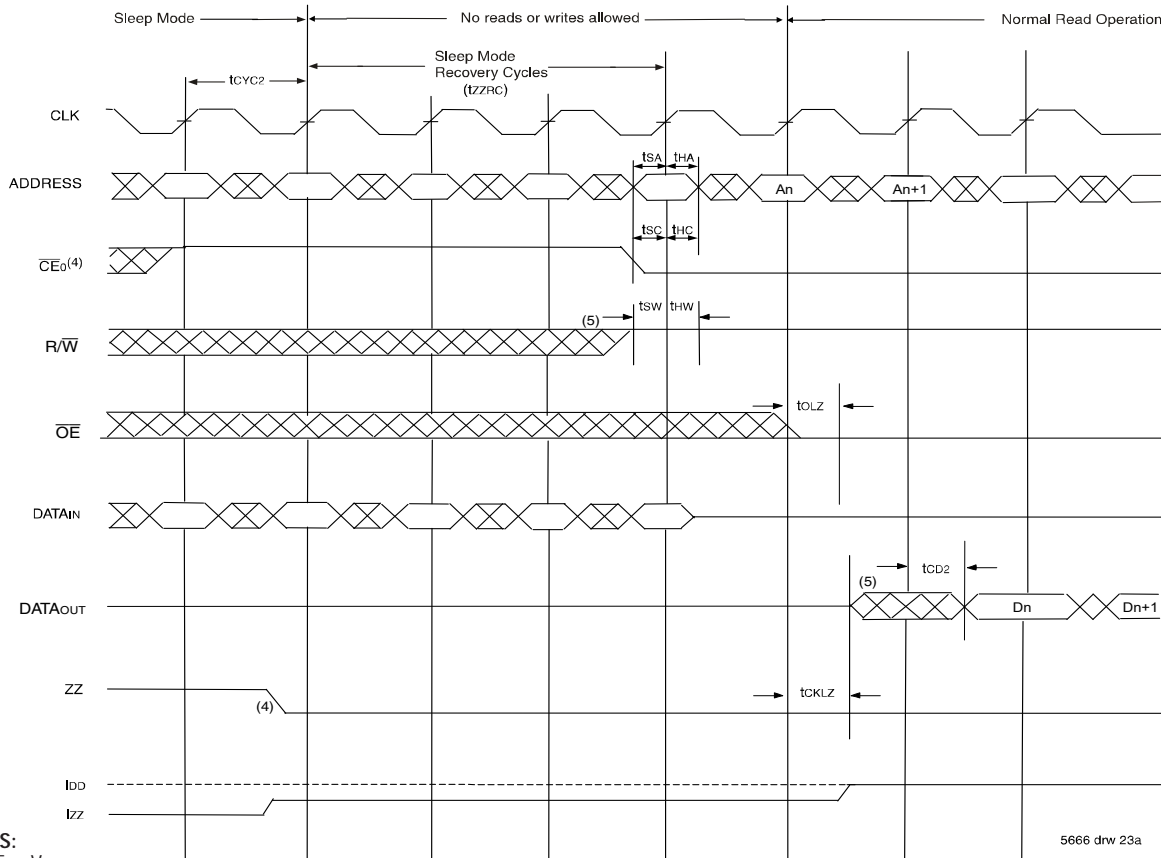 Sleep Mode No reads or writes allowed Normal Read Operation
Sleep Mode
Recovery Cycles
(tZZRC)
tCYC2
CLK
tSA tHA
ADDRESS An An+1
tSC tHC
CE0(4)
tSW tHW
(5)
R/W
tOLZ
OE
DATAIN
tCD2
(5)
DATAOUT Dn Dn+1
ZZ
(4)
tCKLZ
IDD
IZZ
S:
5666 drw 23a